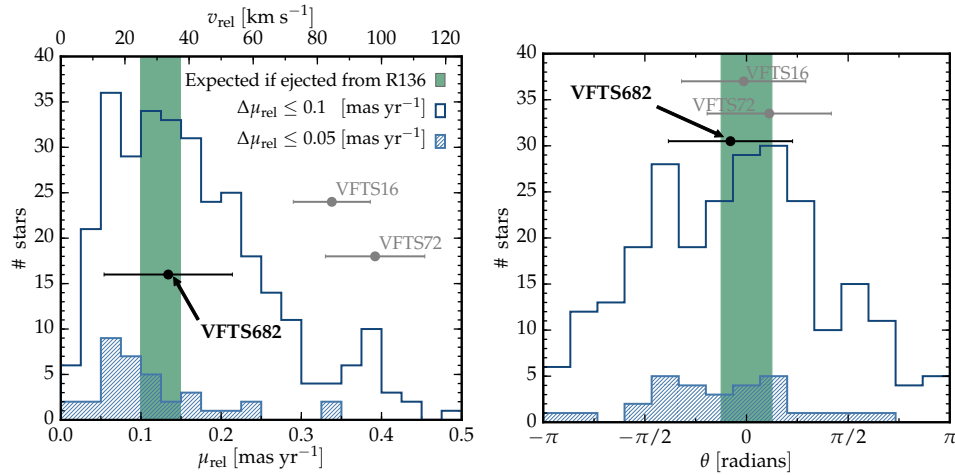 v_rel [km s⁻¹]
0 20 40 60 80 100 120
40
35
30
25
20
15
10
5
0
# stars
Expected if ejected from R136
Δμ_rel ≤ 0.1 [mas yr⁻¹]
Δμ_rel ≤ 0.05 [mas yr⁻¹]
VFTS16
VFTS72
VFTS682
0.0 0.1 0.2 0.3 0.4 0.5
μ_rel [mas yr⁻¹]
40
35
30
25
20
15
10
5
0
# stars
VFTS16
VFTS682
VFTS72
−π −π/2 0 π/2 π
θ [radians]